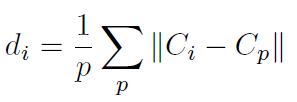 $d_i = \frac{1}{p} \sum_{p} \| C_i - C_p \|$